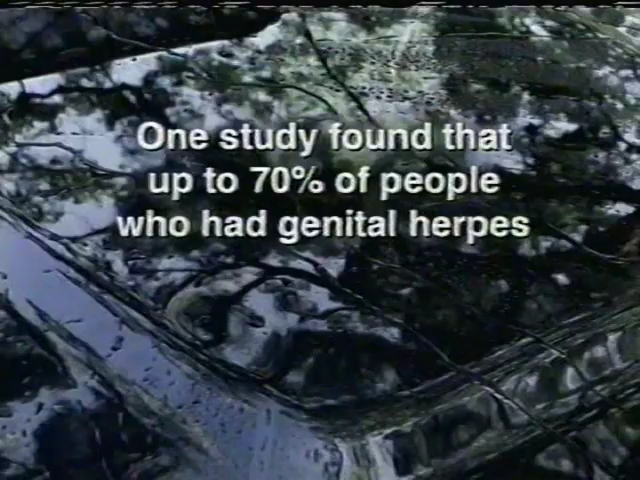 One study found that
up to 70% of people
who had genital herpes